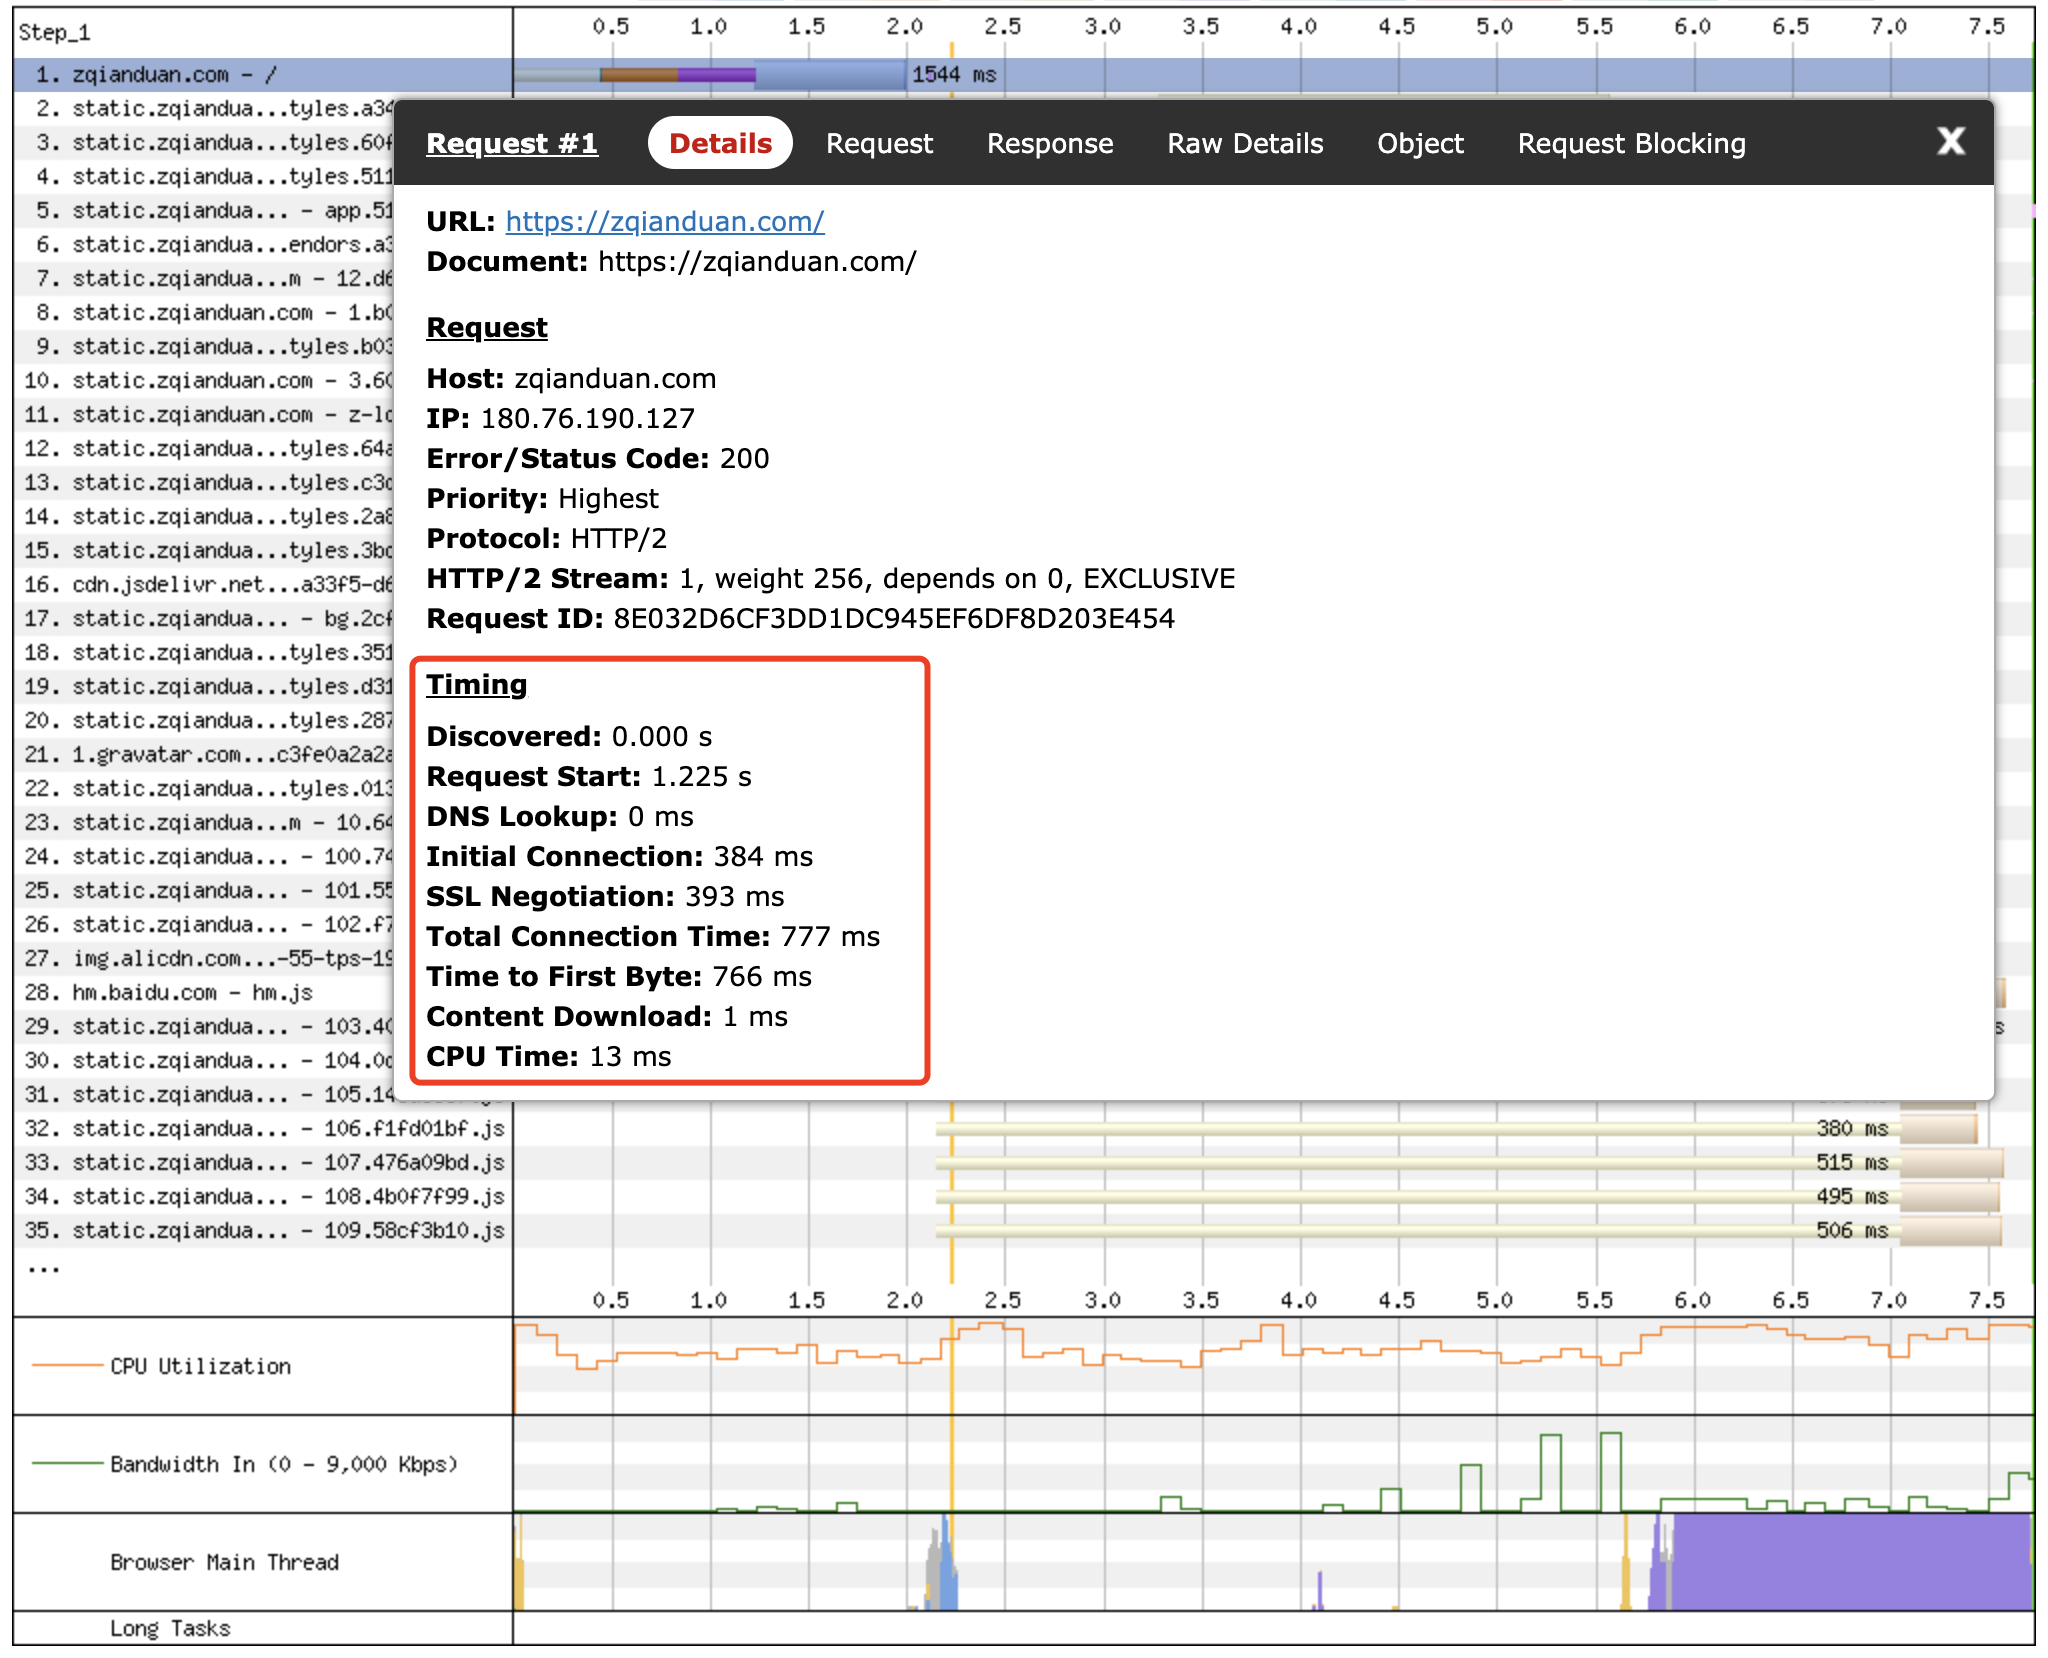 Step_1
0.5 1.0 1.5 2.0 2.5 3.0 3.5 4.0 4.5 5.0 5.5 6.0 6.5 7.0 7.5
1. zqianduan.com - /
1544 ms
2. static.zqiandua...tyles.a34
3. static.zqiandua...tyles.60f
4. static.zqiandua...tyles.511
5. static.zqiandua... - app.51
6. static.zqiandua...endors.a3
7. static.zqiandua...m - 12.d6
8. static.zqianduan.com - 1.b0
9. static.zqiandua...tyles.b03
10. static.zqianduan.com - 3.60
11. static.zqianduan.com - z-lo
12. static.zqiandua...tyles.64a
13. static.zqiandua...tyles.c3c
14. static.zqiandua...tyles.2a8
15. static.zqiandua...tyles.3bc
16. cdn.jsdelivr.net...a33f5-d6
17. static.zqiandua... - bg.2cf
18. static.zqiandua...tyles.351
19. static.zqiandua...tyles.d31
20. static.zqiandua...tyles.287
21. 1.gravatar.com...c3fe0a2a2a
22. static.zqiandua...tyles.013
23. static.zqiandua...m - 10.64
24. static.zqiandua... - 100.74
25. static.zqiandua... - 101.55
26. static.zqiandua... - 102.f7
27. img.alicdn.com...-55-tps-19
28. hm.baidu.com - hm.js
29. static.zqiandua... - 103.40
30. static.zqiandua... - 104.0c
31. static.zqiandua... - 105.14
32. static.zqiandua... - 106.f1fd01bf.js
380 ms
33. static.zqiandua... - 107.476a09bd.js
515 ms
34. static.zqiandua... - 108.4b0f7f99.js
495 ms
35. static.zqiandua... - 109.58cf3b10.js
506 ms
...
Request #1 Details Request Response Raw Details Object Request Blocking X
URL: https://zqianduan.com/
Document: https://zqianduan.com/
Request
Host: zqianduan.com
IP: 180.76.190.127
Error/Status Code: 200
Priority: Highest
Protocol: HTTP/2
HTTP/2 Stream: 1, weight 256, depends on 0, EXCLUSIVE
Request ID: 8E032D6CF3DD1DC945EF6DF8D203E454
Timing
Discovered: 0.000 s
Request Start: 1.225 s
DNS Lookup: 0 ms
Initial Connection: 384 ms
SSL Negotiation: 393 ms
Total Connection Time: 777 ms
Time to First Byte: 766 ms
Content Download: 1 ms
CPU Time: 13 ms
0.5 1.0 1.5 2.0 2.5 3.0 3.5 4.0 4.5 5.0 5.5 6.0 6.5 7.0 7.5
CPU Utilization
Bandwidth In (0 - 9,000 Kbps)
Browser Main Thread
Long Tasks